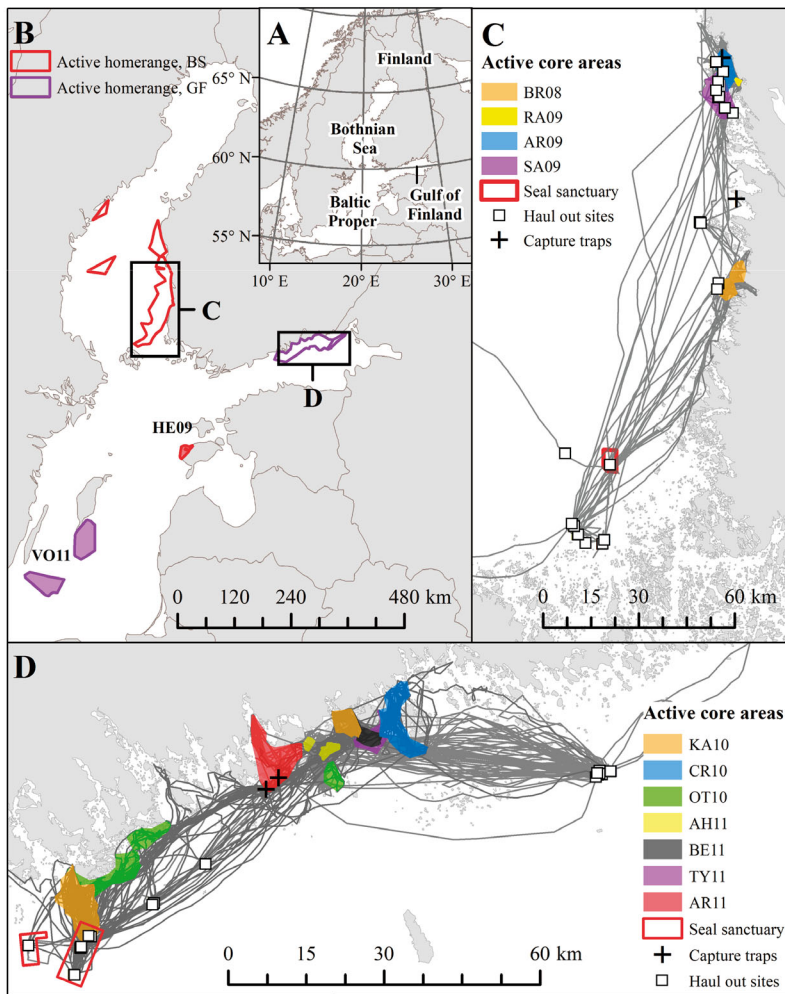 B
Active homerange, BS
Active homerange, GF
C
D
HE09
VO11
0 120 240 480 km
A
Finland
65° N
Bothnian
Sea
60° N
Baltic
Proper
Gulf of
Finland
55° N
10° E 20° E 30° E
C
Active core areas
BR08
RA09
AR09
SA09
Seal sanctuary
Haul out sites
Capture traps
0 15 30 60 km
D
Active core areas
KA10
CR10
OT10
AH11
BE11
TY11
AR11
Seal sanctuary
Capture traps
Haul out sites
0 30 60 km